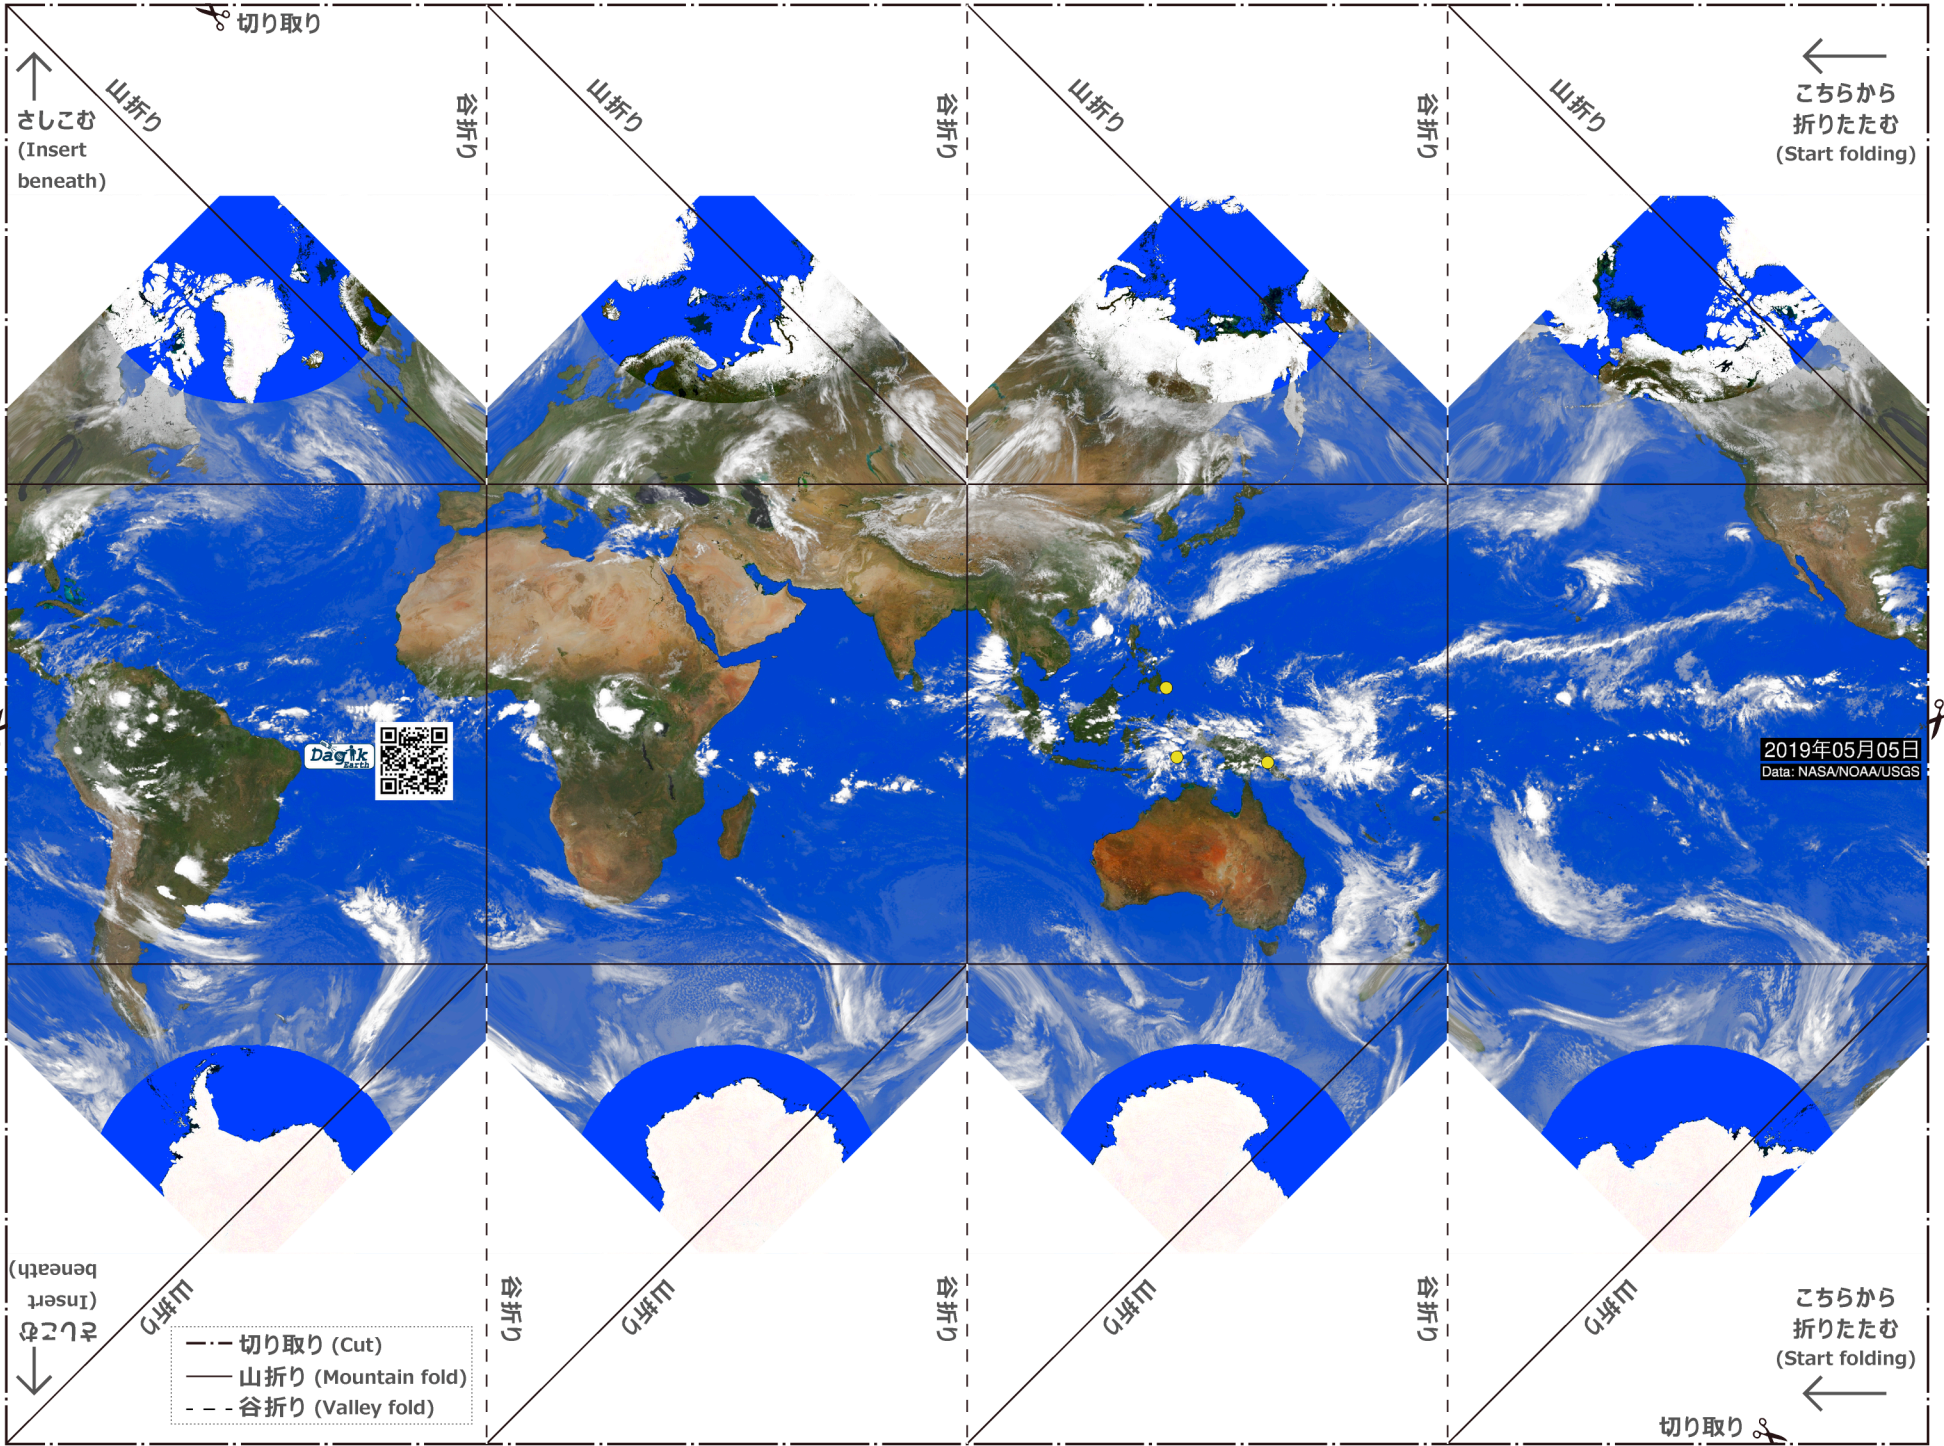 切り取り
さしこむ
(Insert
beneath)
山折り
谷折り
山折り
谷折り
山折り
谷折り
山折り
こちらから
折りたたむ
(Start folding)
Dagik
Earth
2019年05月05日
Data: NASA/NOAA/USGS
さしこむ
(Insert
beneath)
山折り
谷折り
山折り
谷折り
山折り
谷折り
山折り
切り取り (Cut)
山折り (Mountain fold)
谷折り (Valley fold)
こちらから
折りたたむ
(Start folding)
切り取り